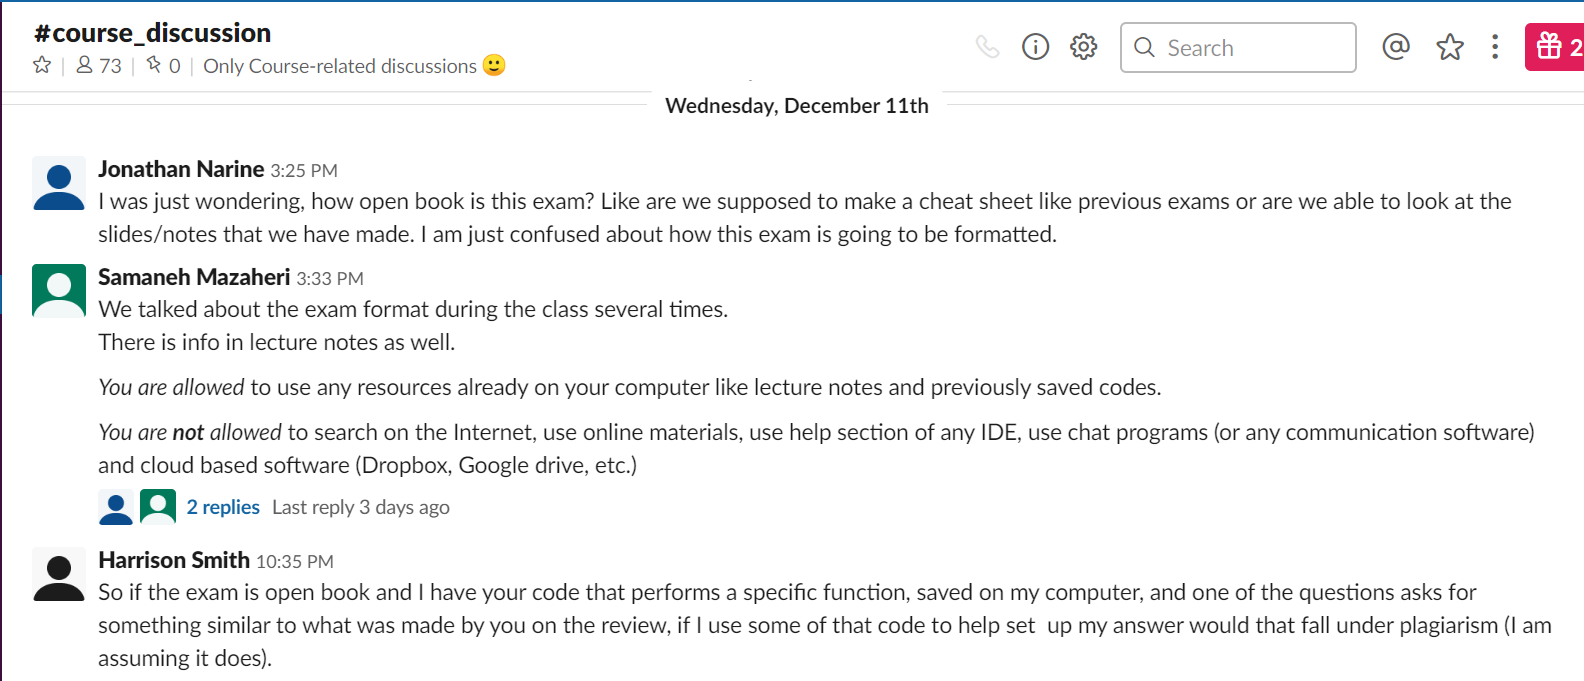 #course_discussion
73 | 0 | Only Course-related discussions
Search
2
Wednesday, December 11th
Jonathan Narine 3:25 PM
I was just wondering, how open book is this exam? Like are we supposed to make a cheat sheet like previous exams or are we able to look at the
slides/notes that we have made. I am just confused about how this exam is going to be formatted.
Samaneh Mazaheri 3:33 PM
We talked about the exam format during the class several times.
There is info in lecture notes as well.
You are allowed to use any resources already on your computer like lecture notes and previously saved codes.
You are not allowed to search on the Internet, use online materials, use help section of any IDE, use chat programs (or any communication software)
and cloud based software (Dropbox, Google drive, etc.)
2 replies Last reply 3 days ago
Harrison Smith 10:35 PM
So if the exam is open book and I have your code that performs a specific function, saved on my computer, and one of the questions asks for
something similar to what was made by you on the review, if I use some of that code to help set up my answer would that fall under plagiarism (I am
assuming it does).